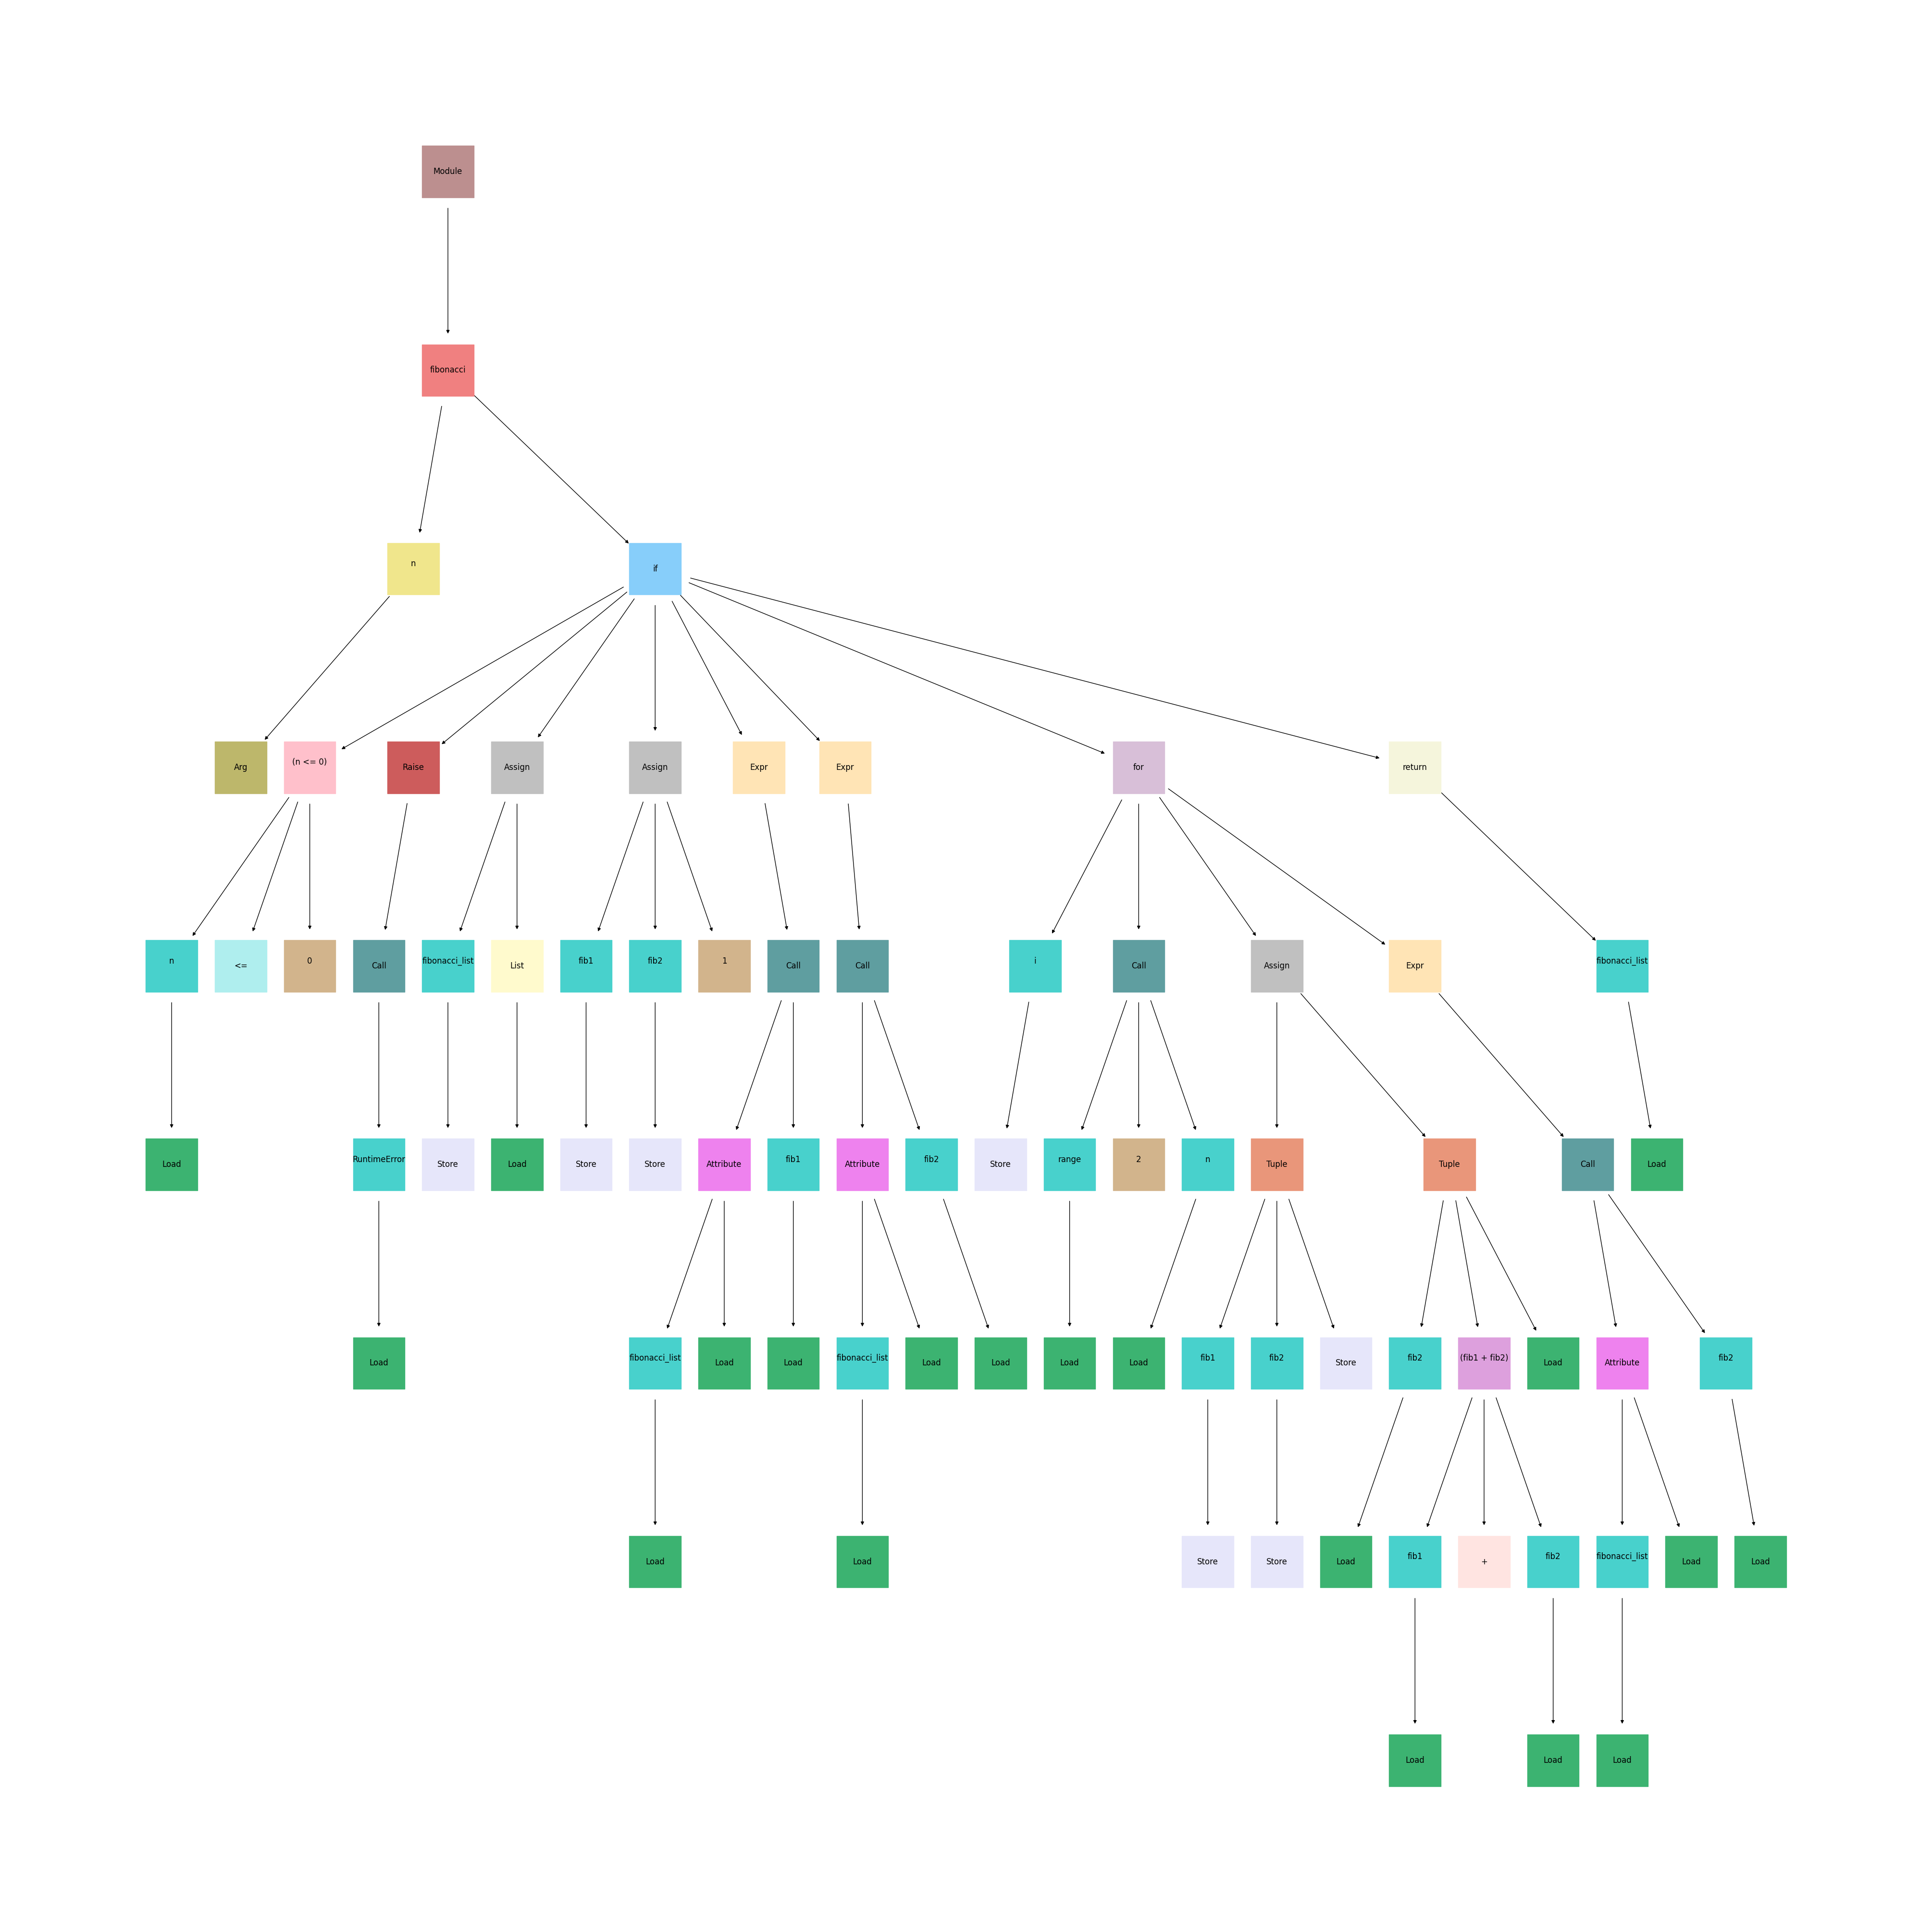 Module
fibonacci
n
if
Arg
(n <= 0)
Raise
Assign
Assign
Expr
Expr
for
return
n
<=
0
Call
fibonacci_list
List
fib1
fib2
1
Call
Call
i
Call
Assign
Expr
fibonacci_list
Load
RuntimeError
Store
Load
Store
Store
Attribute
fib1
Attribute
fib2
Store
range
2
n
Tuple
Tuple
Call
Load
Load
fibonacci_list
Load
Load
fibonacci_list
Load
Load
Load
Load
fib1
fib2
Store
fib2
(fib1 + fib2)
Load
Attribute
fib2
Load
Load
Store
Store
Load
fib1
+
fib2
fibonacci_list
Load
Load
Load
Load
Load